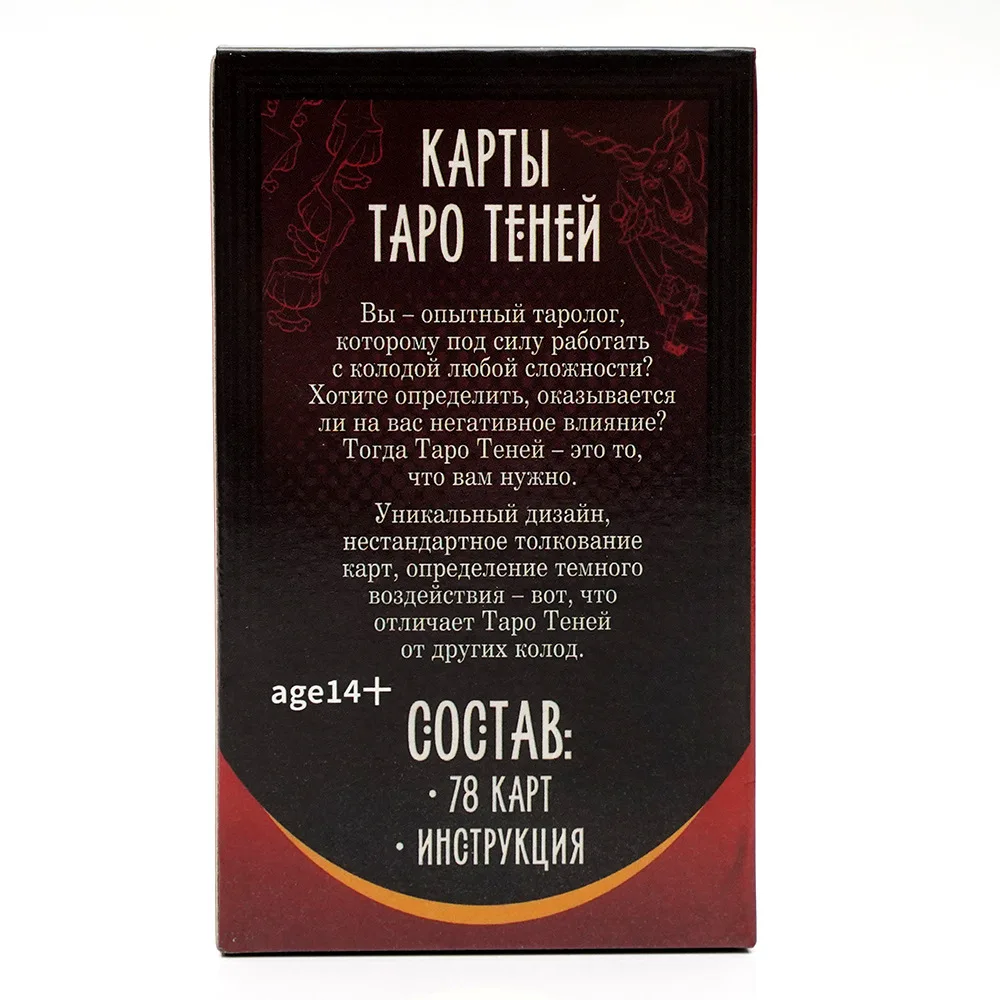 КАРТЫ
ТАРО ТЕНЕЙ
Вы – опытный таролог,
которому под силу работать
с колодой любой сложности?
Хотите определить, оказывается
ли на вас негативное влияние?
Тогда Таро Теней – это то,
что вам нужно.
Уникальный дизайн,
нестандартное толкование
карт, определение темного
воздействия – вот, что
отличает Таро Теней
от других колод.
age14+
СОСТАВ:
• 78 КАРТ
• ИНСТРУКЦИЯ